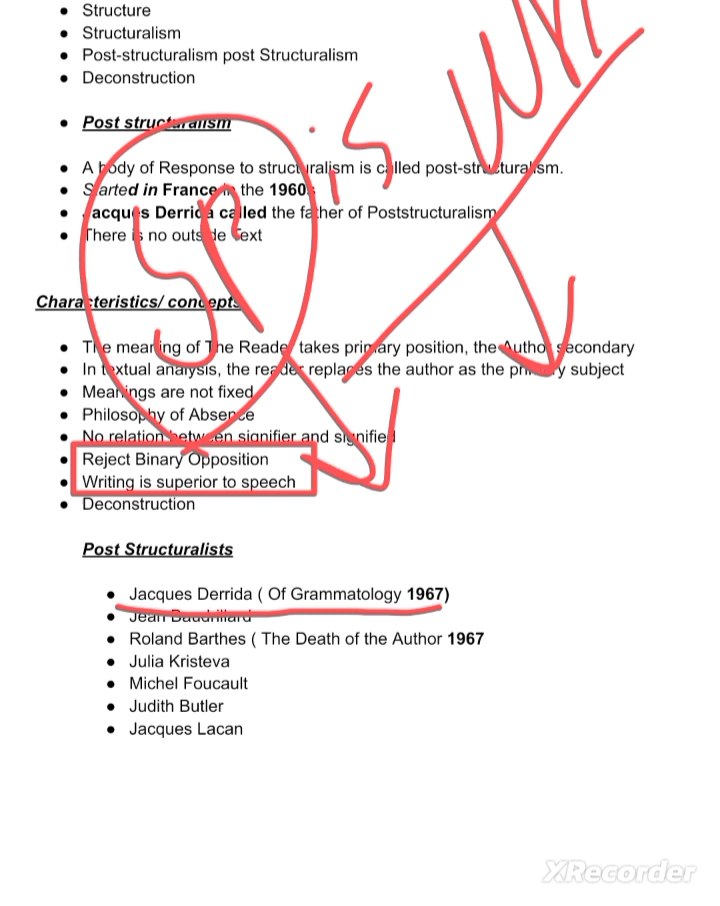 Structure
Structuralism
Post-structuralism post Structuralism
Deconstruction
Post structuralism
A body of Response to structuralism is called post-structuralism.
Started in France in the 1960s
Jacques Derrida called the father of Poststructuralism
There is no outside Text
Characteristics/ concepts
The meaning of The Reader takes primary position, the Author secondary
In textual analysis, the reader replaces the author as the primary subject
Meanings are not fixed
Philosophy of Absence
No relation between signifier and signified
Reject Binary Opposition
Writing is superior to speech
Deconstruction
Post Structuralists
Jacques Derrida ( Of Grammatology 1967)
Jean Baudrillard
Roland Barthes ( The Death of the Author 1967
Julia Kristeva
Michel Foucault
Judith Butler
Jacques Lacan
SP is
XRecorder